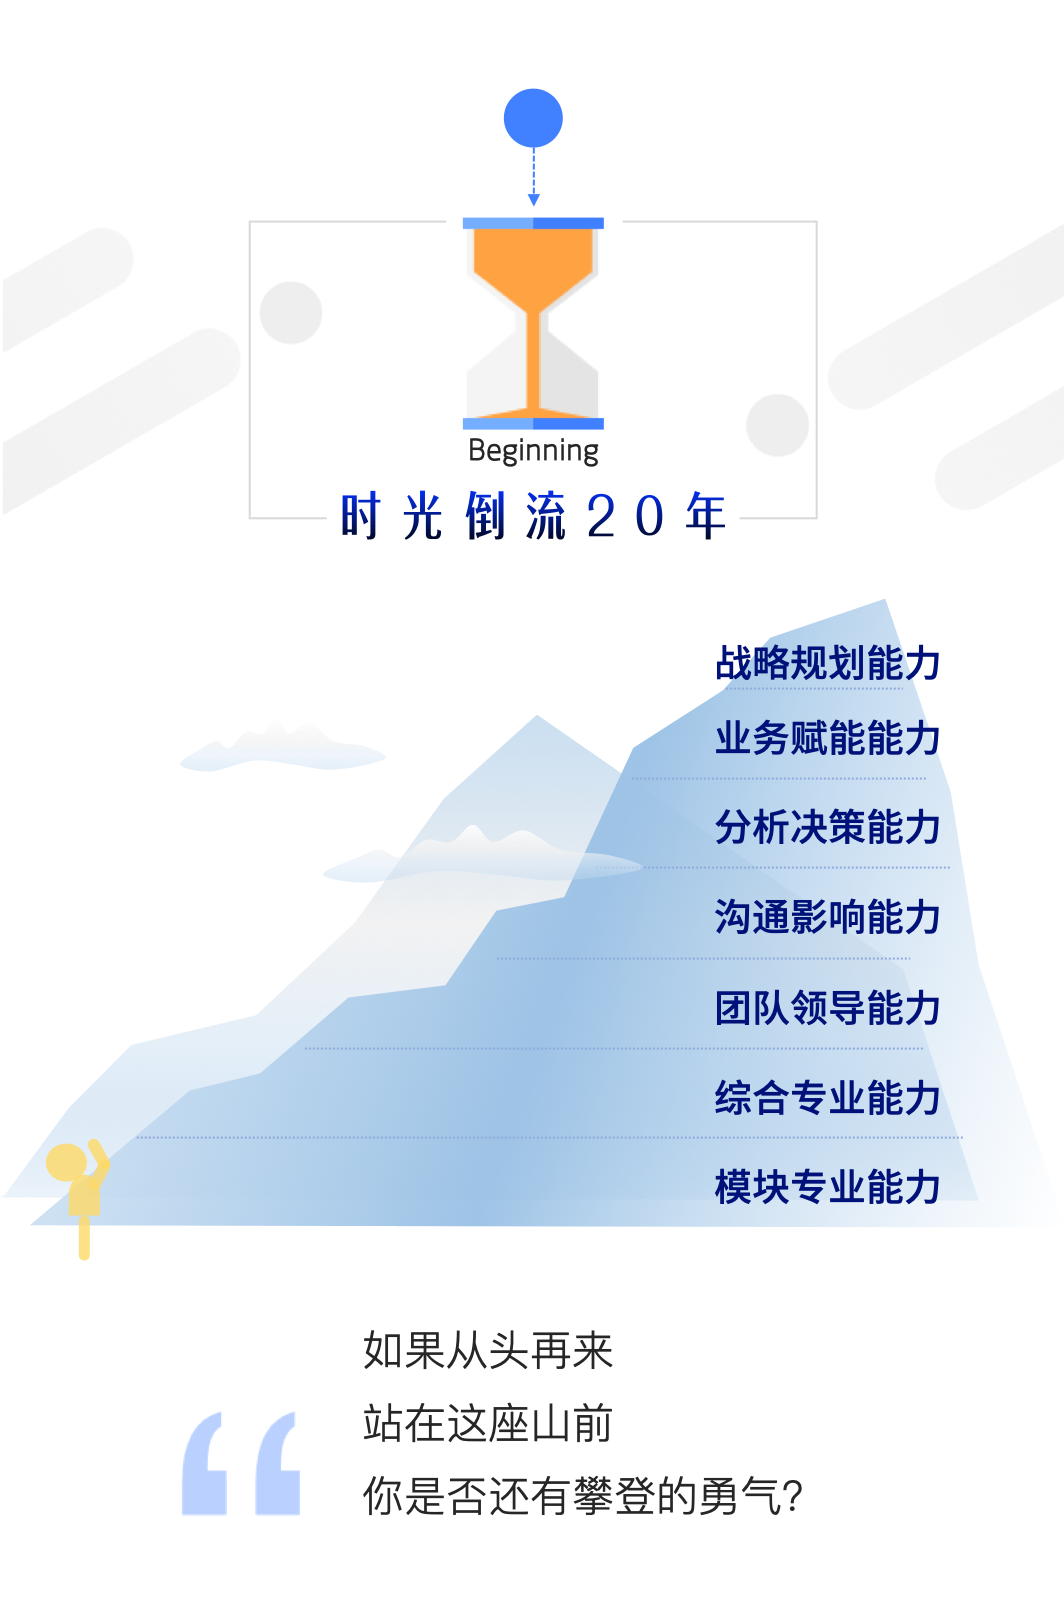 Beginning
时光倒流20年
战略规划能力
业务赋能能力
分析决策能力
沟通影响能力
团队领导能力
综合专业能力
模块专业能力
如果从头再来
站在这座山前
你是否还有攀登的勇气?